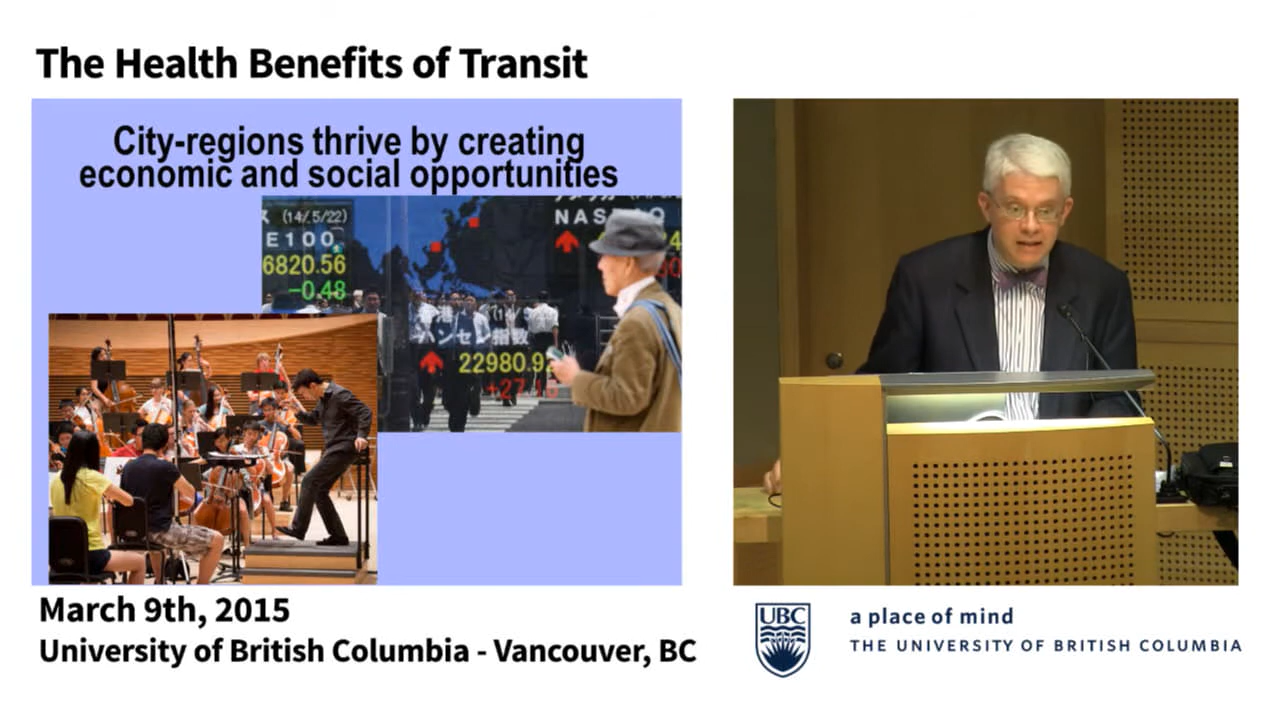 The Health Benefits of Transit
City-regions thrive by creating
economic and social opportunities
(14/.5/22)
E100
6820.56
-0.48
NAS
22980.9
+27.1
March 9th, 2015
University of British Columbia - Vancouver, BC
UBC
a place of mind
THE UNIVERSITY OF BRITISH COLUMBIA